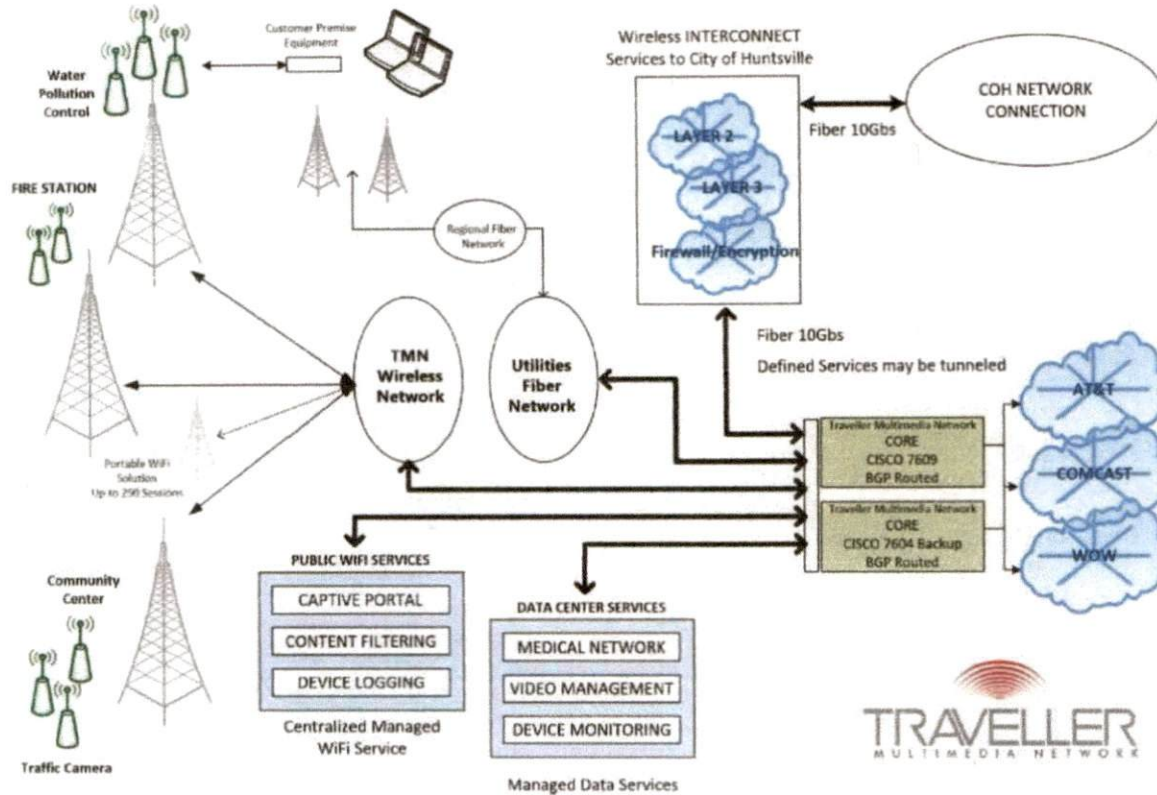 Water
Pollution
Control
Customer Premise
Equipment
FIRE STATION
Regional Fiber
Network
Wireless INTERCONNECT
Services to City of Huntsville
LAYER 2
LAYER 3
Firewall/Encryption
COH NETWORK
CONNECTION
Fiber 10Gbs
TMN
Wireless
Network
Utilities
Fiber
Network
Fiber 10Gbs
Defined Services may be tunneled
Portable WiFi
Solution
Up to 290 Sessions
Traveller Multimedia Network
CORE
CISCO 7609
BGP Routed
Traveller Multimedia Network
CORE
CISCO 7604 Backup
BGP Routed
AT&T
COMCAST
WOW
Community
Center
Traffic Camera
PUBLIC WIFI SERVICES
CAPTIVE PORTAL
CONTENT FILTERING
DEVICE LOGGING
Centralized Managed
WiFi Service
DATA CENTER SERVICES
MEDICAL NETWORK
VIDEO MANAGEMENT
DEVICE MONITORING
Managed Data Services
TRAVELLER
MULTIMEDIA NETWORK